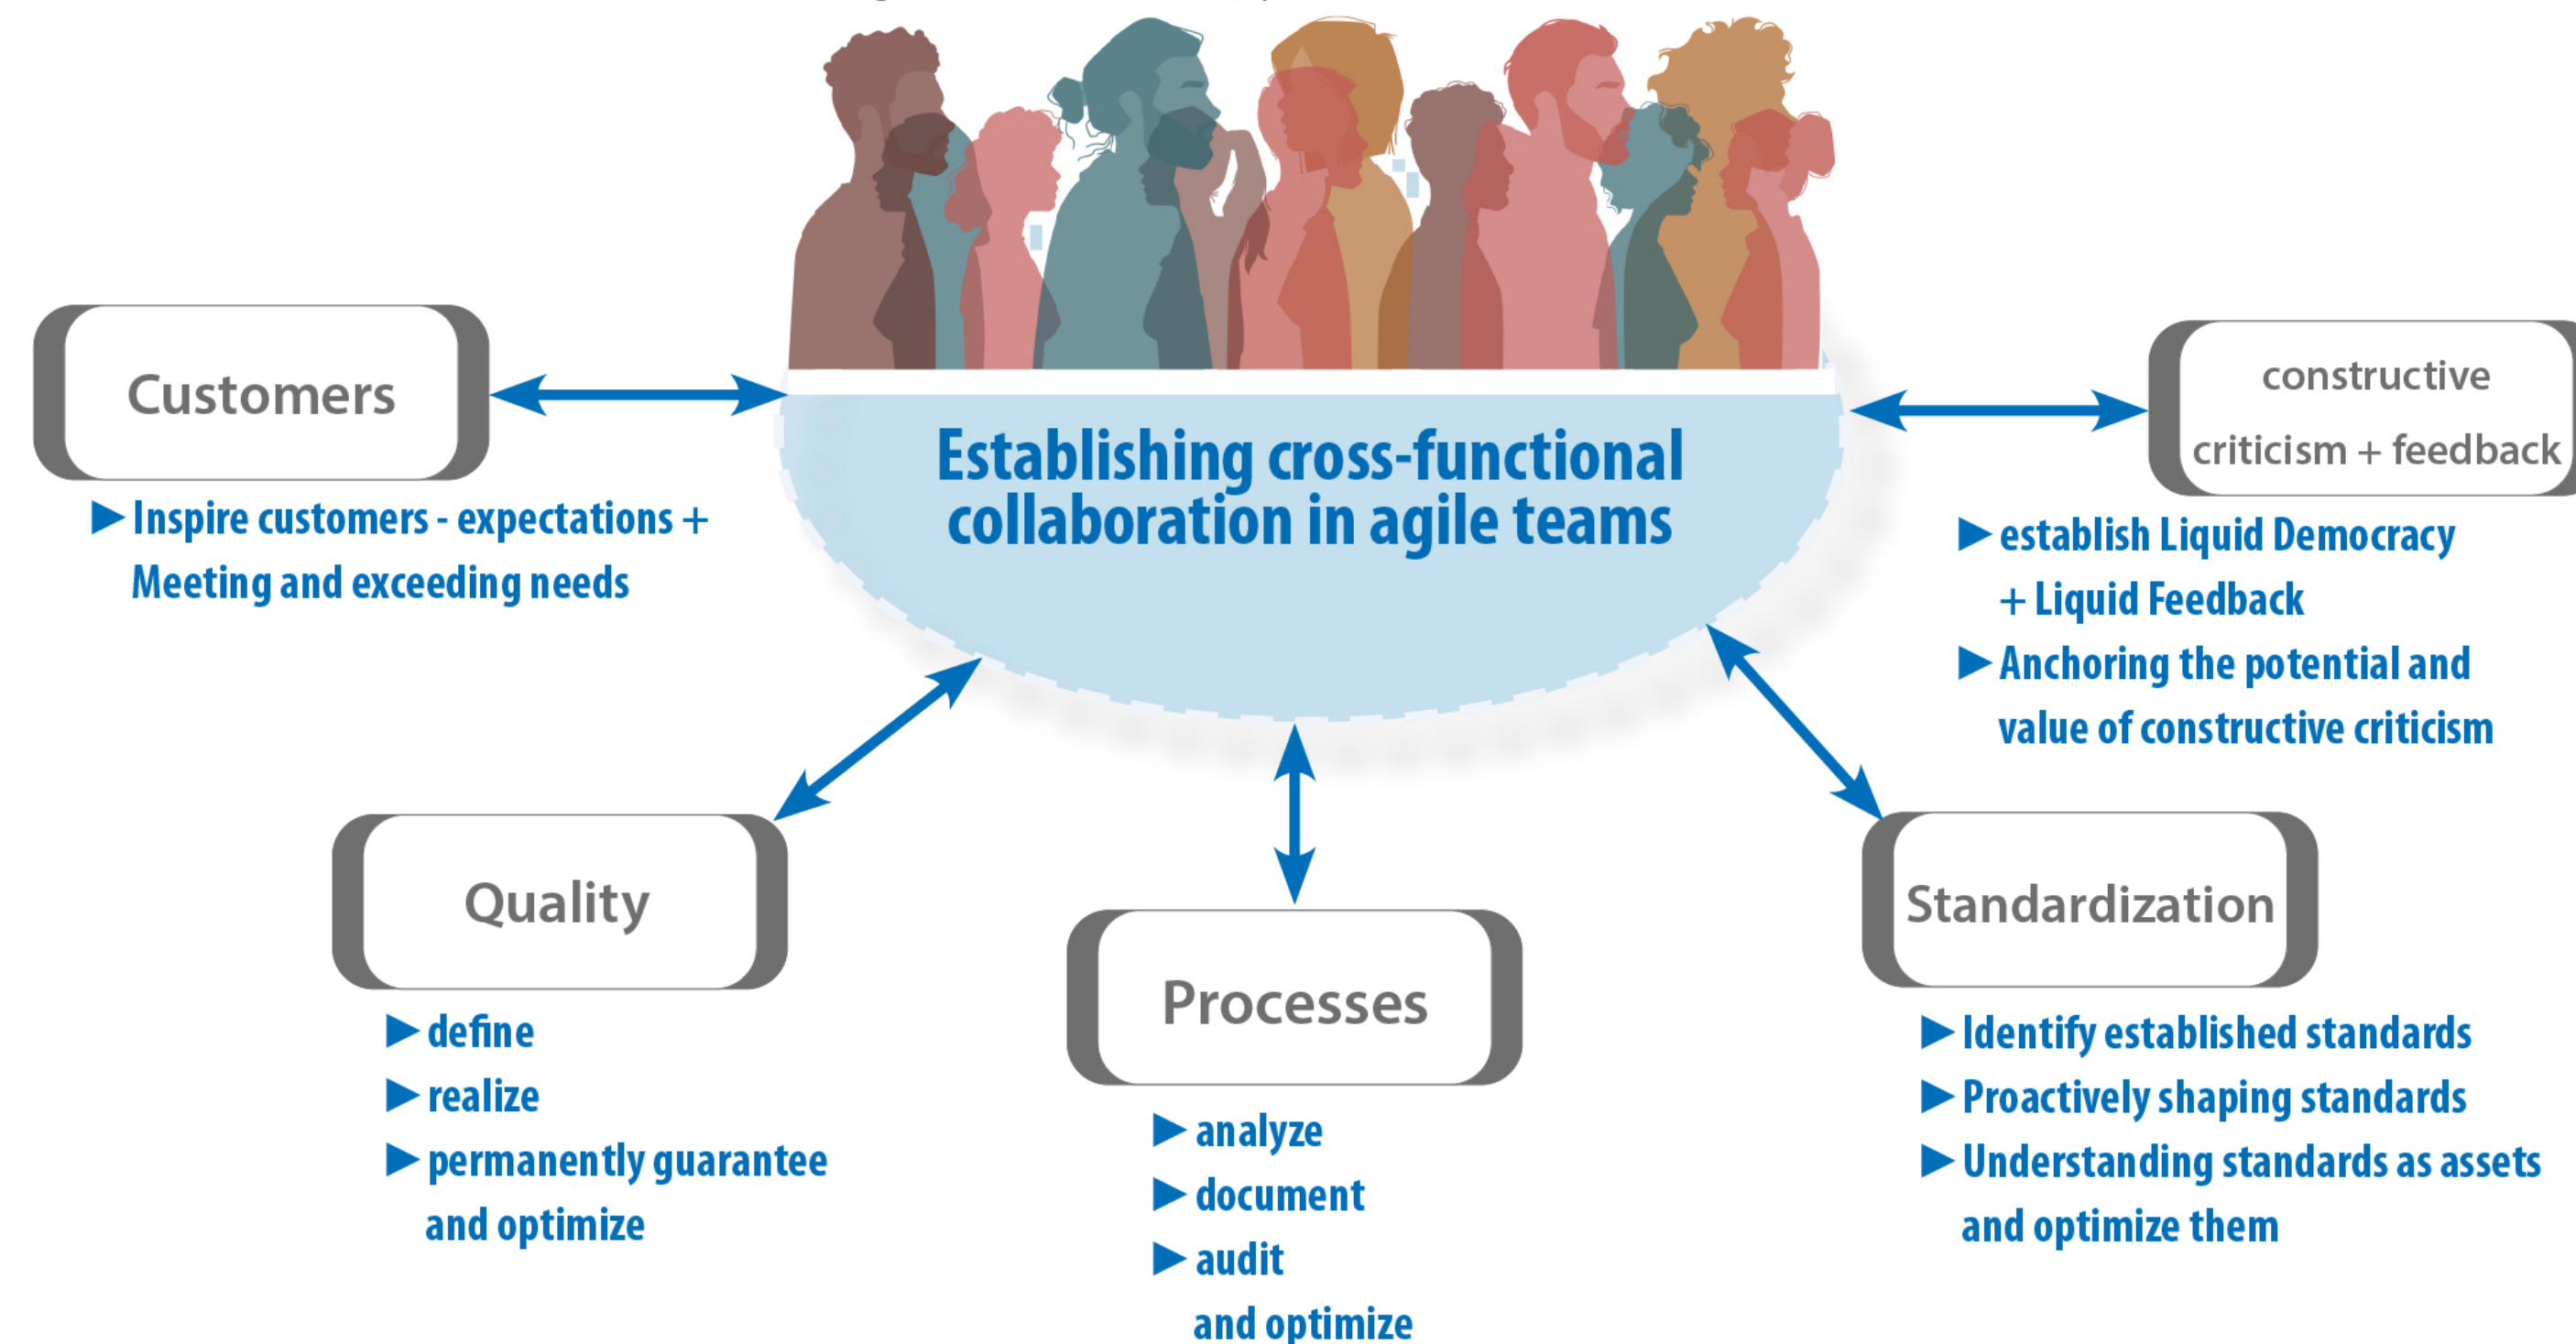 Establishing cross-functional
collaboration in agile teams
Customers
▶ Inspire customers - expectations +
Meeting and exceeding needs
constructive
criticism + feedback
▶ establish Liquid Democracy
+ Liquid Feedback
▶ Anchoring the potential and
value of constructive criticism
Quality
▶ define
▶ realize
▶ permanently guarantee
and optimize
Processes
▶ analyze
▶ document
▶ audit
and optimize
Standardization
▶ Identify established standards
▶ Proactively shaping standards
▶ Understanding standards as assets
and optimize them